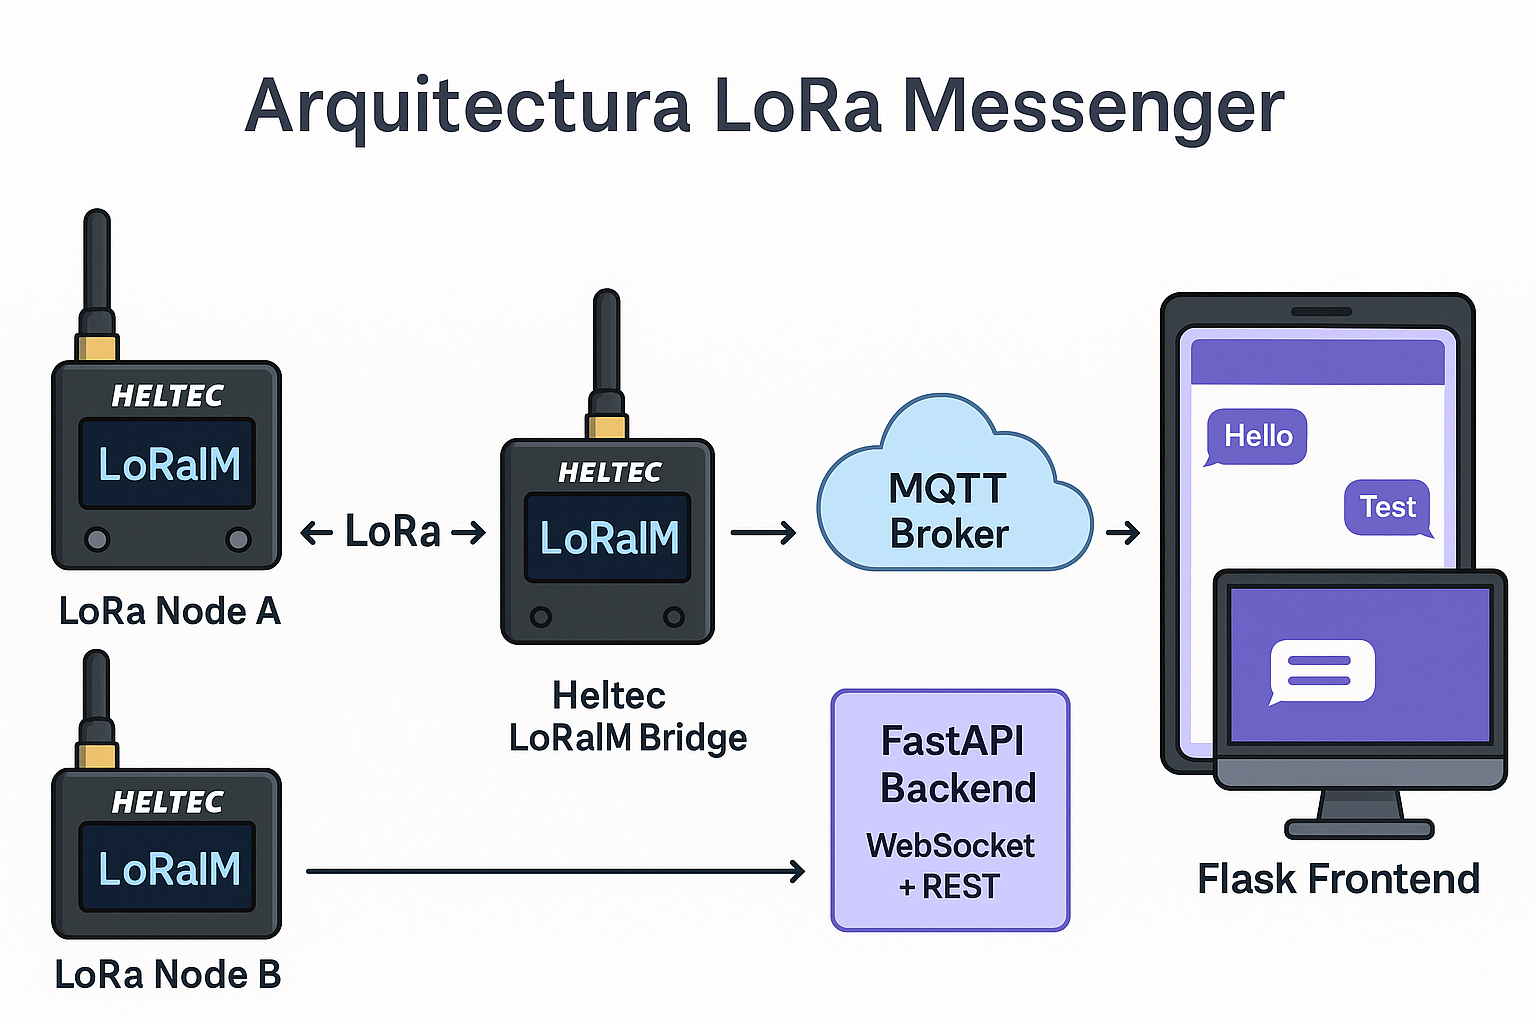 Arquitectura LoRa Messenger
HELTEC
LoRaIM
LoRa Node A
← LoRa →
HELTEC
LoRaIM
Heltec
LoRaIM Bridge
MQTT
Broker
Hello
Test
HELTEC
LoRaIM
LoRa Node B
FastAPI
Backend
WebSocket
+ REST
Flask Frontend